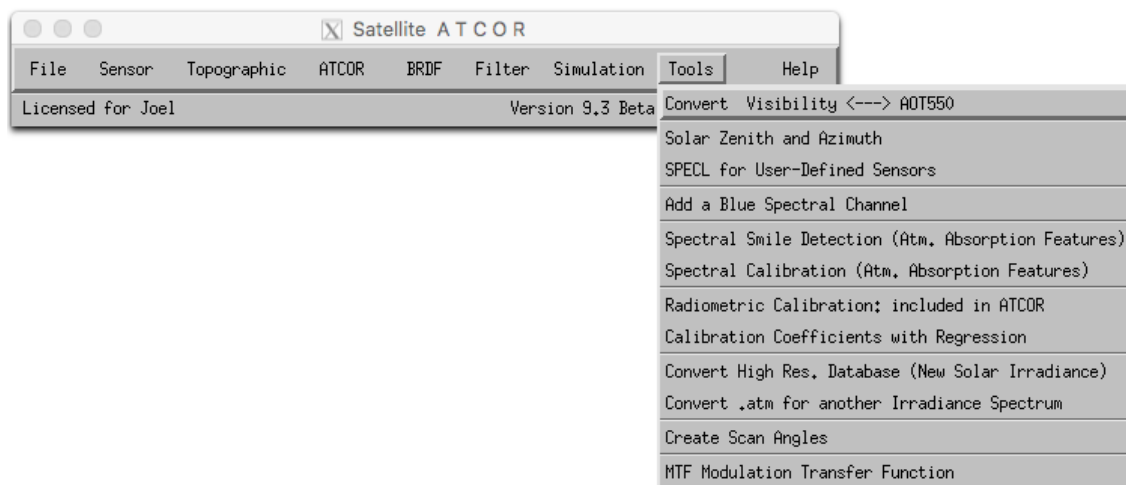 Satellite A T C O R
File Sensor Topographic ATCOR BRDF Filter Simulation Tools Help
Licensed for Joel Version 9.3 Beta
Convert Visibility <---> AOT550
Solar Zenith and Azimuth
SPECL for User-Defined Sensors
Add a Blue Spectral Channel
Spectral Smile Detection (Atm. Absorption Features)
Spectral Calibration (Atm. Absorption Features)
Radiometric Calibration: included in ATCOR
Calibration Coefficients with Regression
Convert High Res. Database (New Solar Irradiance)
Convert .atm for another Irradiance Spectrum
Create Scan Angles
MTF Modulation Transfer Function